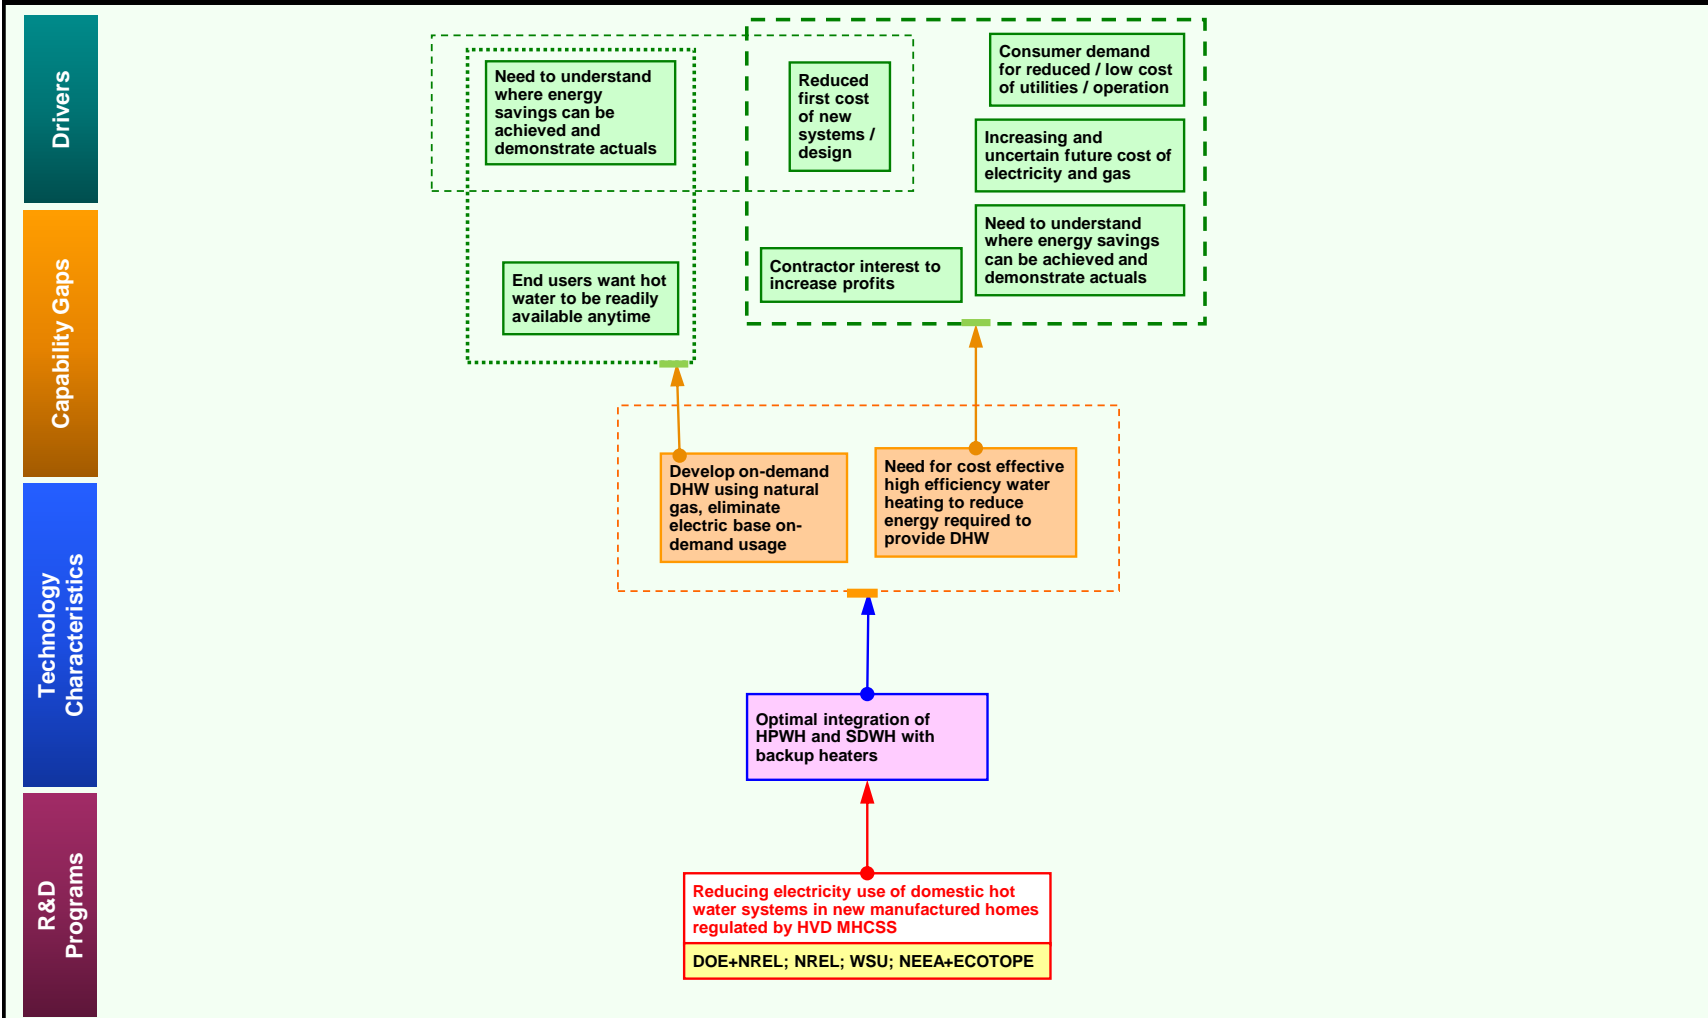 Drivers
Capability Gaps
Technology
Characteristics
R&D
Programs
Need to understand
where energy
savings can be
achieved and
demonstrate actuals
Reduced
first cost
of new
systems /
design
Consumer demand
for reduced / low cost
of utilities / operation
Increasing and
uncertain future cost of
electricity and gas
Need to understand
where energy savings
can be achieved and
demonstrate actuals
Contractor interest to
increase profits
End users want hot
water to be readily
available anytime
Develop on-demand
DHW using natural
gas, eliminate
electric base on-
demand usage
Need for cost effective
high efficiency water
heating to reduce
energy required to
provide DHW
Optimal integration of
HPWH and SDWH with
backup heaters
Reducing electricity use of domestic hot
water systems in new manufactured homes
regulated by HVD MHCSS
DOE+NREL; NREL; WSU; NEEA+ECOTOPE